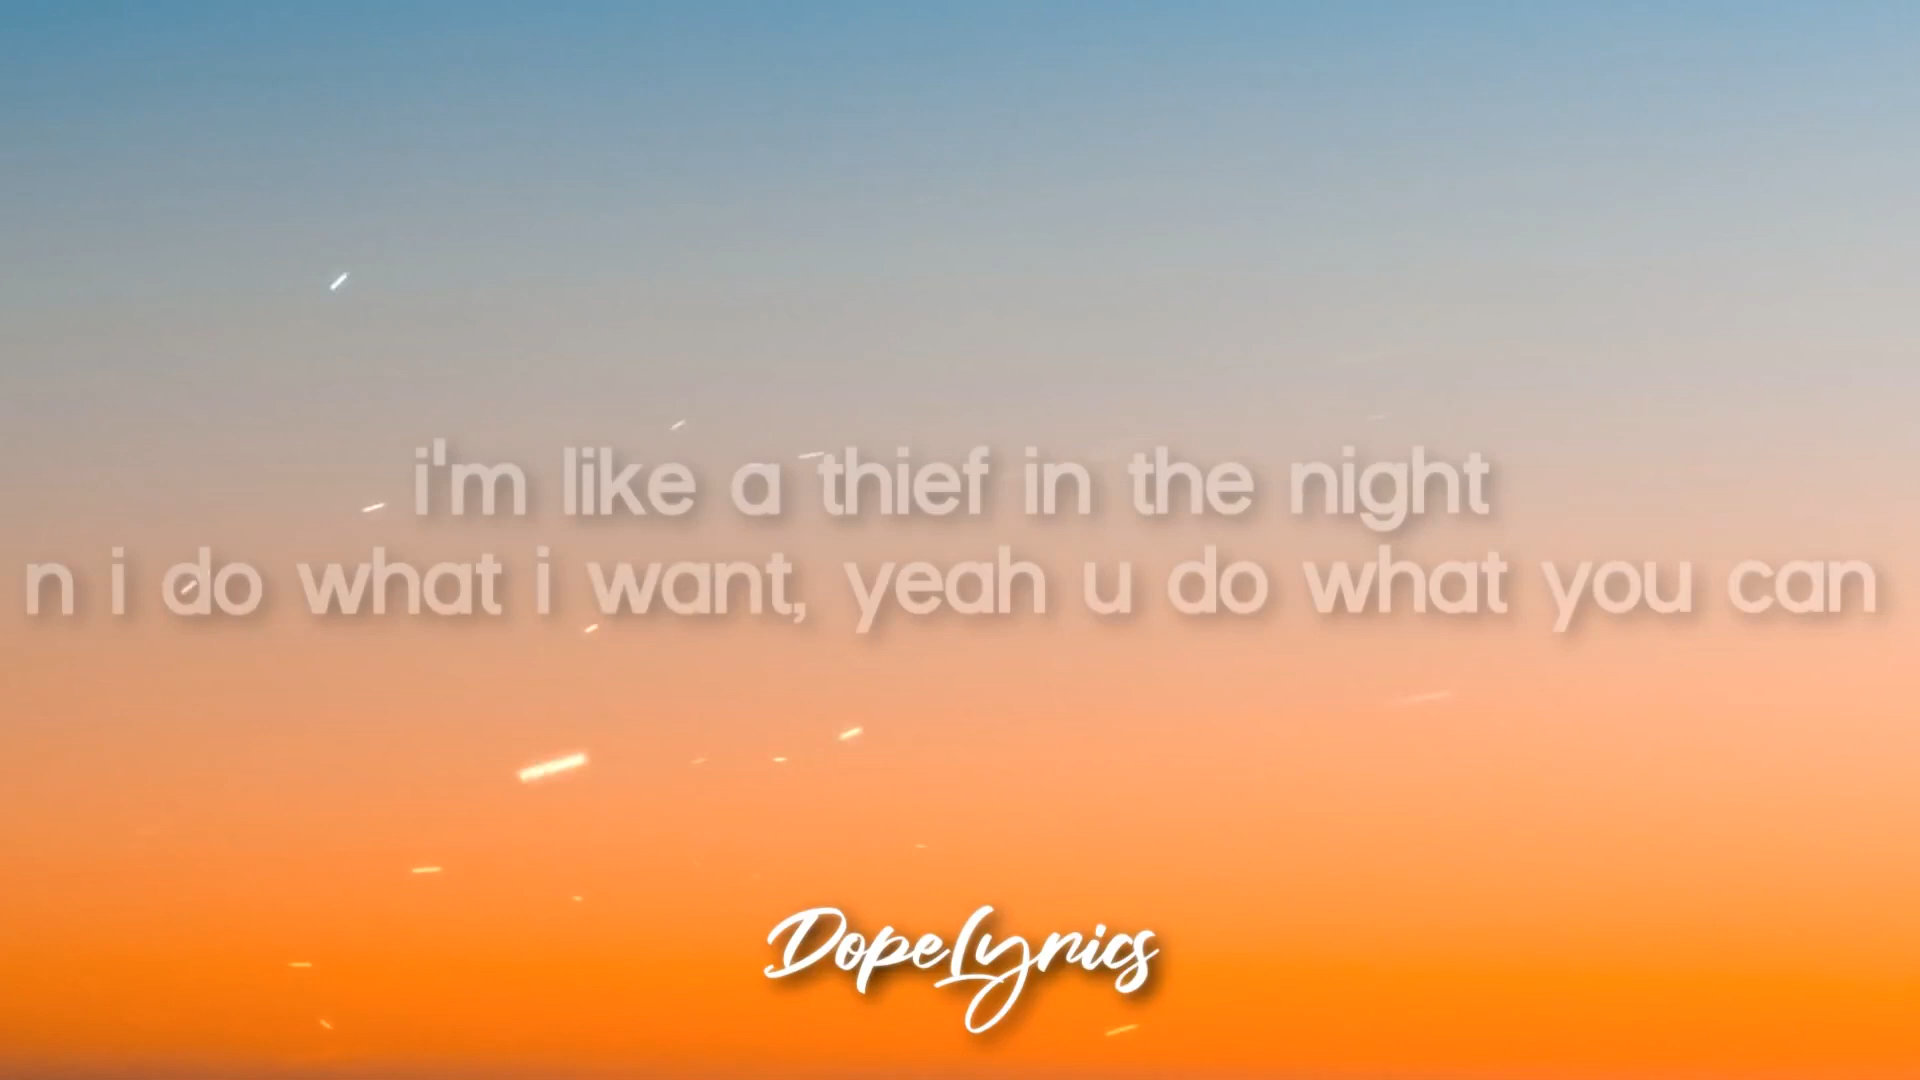 i'm like a thief in the night
n i do what i want, yeah u do what you can
DopeLyrics